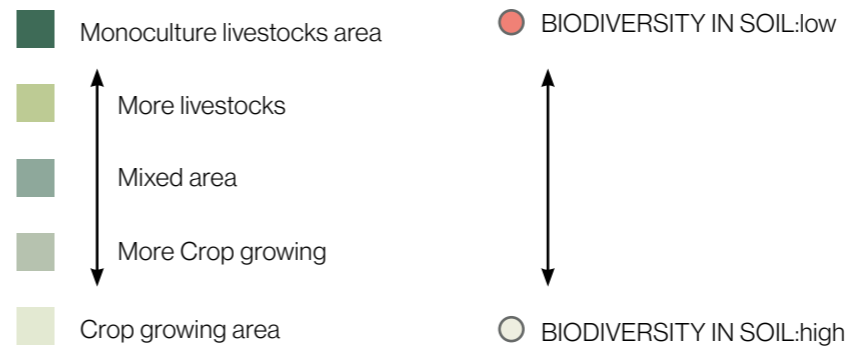 Monoculture livestocks area
More livestocks
Mixed area
More Crop growing
Crop growing area
BIODIVERSITY IN SOIL:low
BIODIVERSITY IN SOIL:high